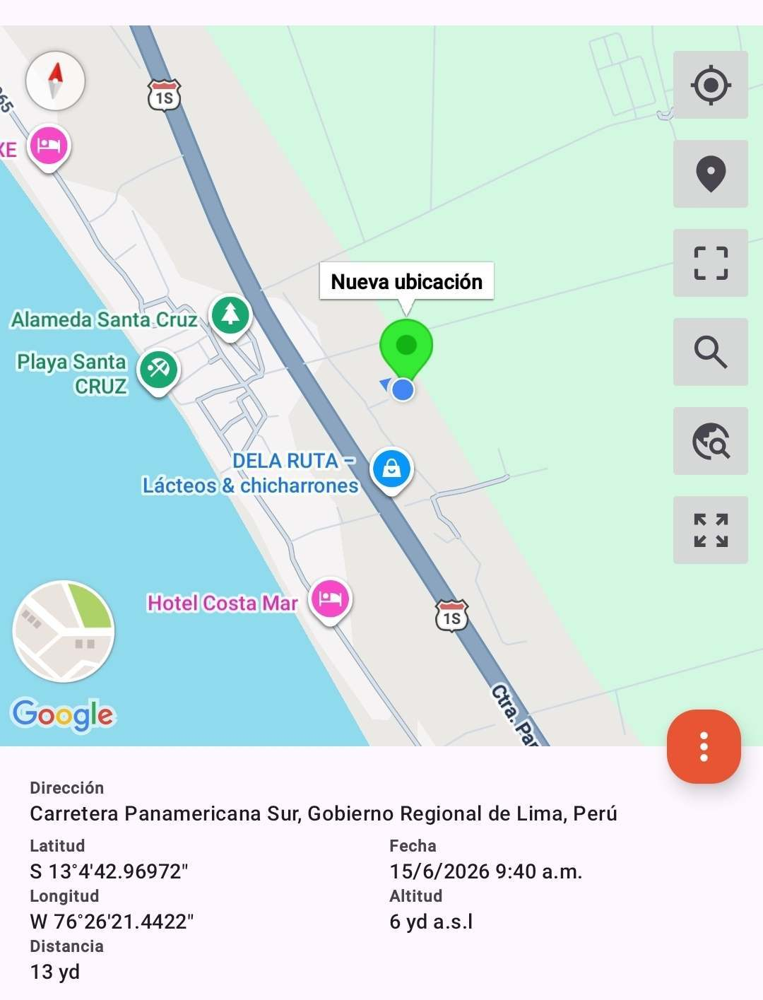 1S
XE
Nueva ubicación
Alameda Santa Cruz
Playa Santa
CRUZ
DELA RUTA -
Lácteos & chicharrones
Hotel Costa Mar
1S
Google
Dirección
Carretera Panamericana Sur, Gobierno Regional de Lima, Perú
Latitud
S 13°4'42.96972"
Longitud
W 76°26'21.4422"
Distancia
13 yd
Fecha
15/6/2026 9:40 a.m.
Altitud
6 yd a.s.l